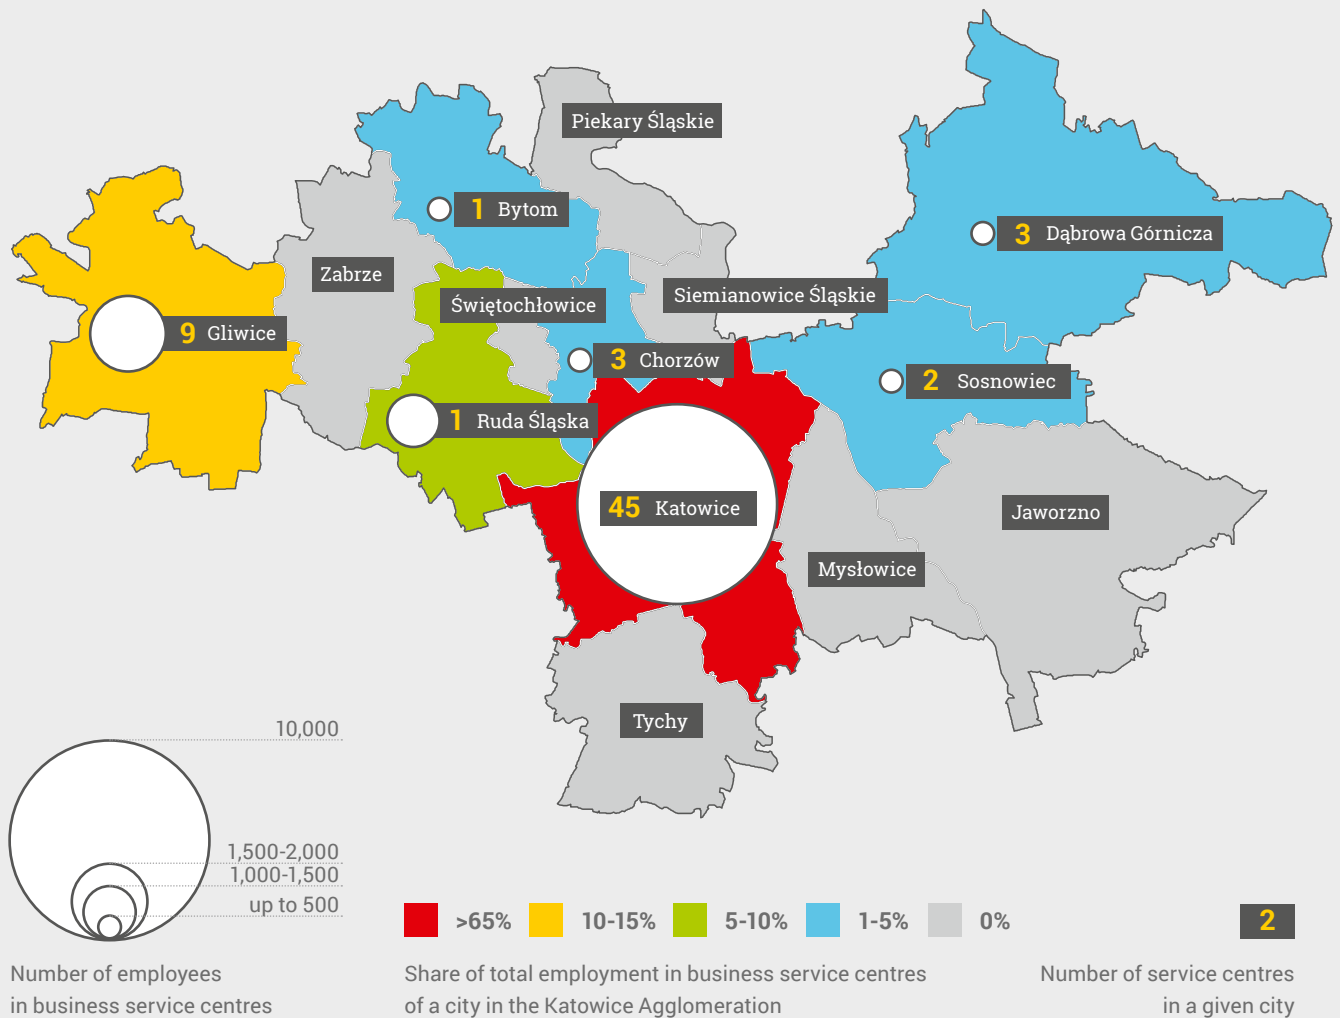 Piekary Śląskie
1 Bytom
3 Dąbrowa Górnicza
Zabrze
Siemianowice Śląskie
Świętochłowice
9 Gliwice
3 Chorzów
2 Sosnowiec
1 Ruda Śląska
45 Katowice
Jaworzno
Mysłowice
Tychy
10,000
1,500-2,000
1,000-1,500
up to 500
Number of employees
in business service centres
>65%
10-15%
5-10%
1-5%
0%
Share of total employment in business service centres
of a city in the Katowice Agglomeration
2
Number of service centres
in a given city